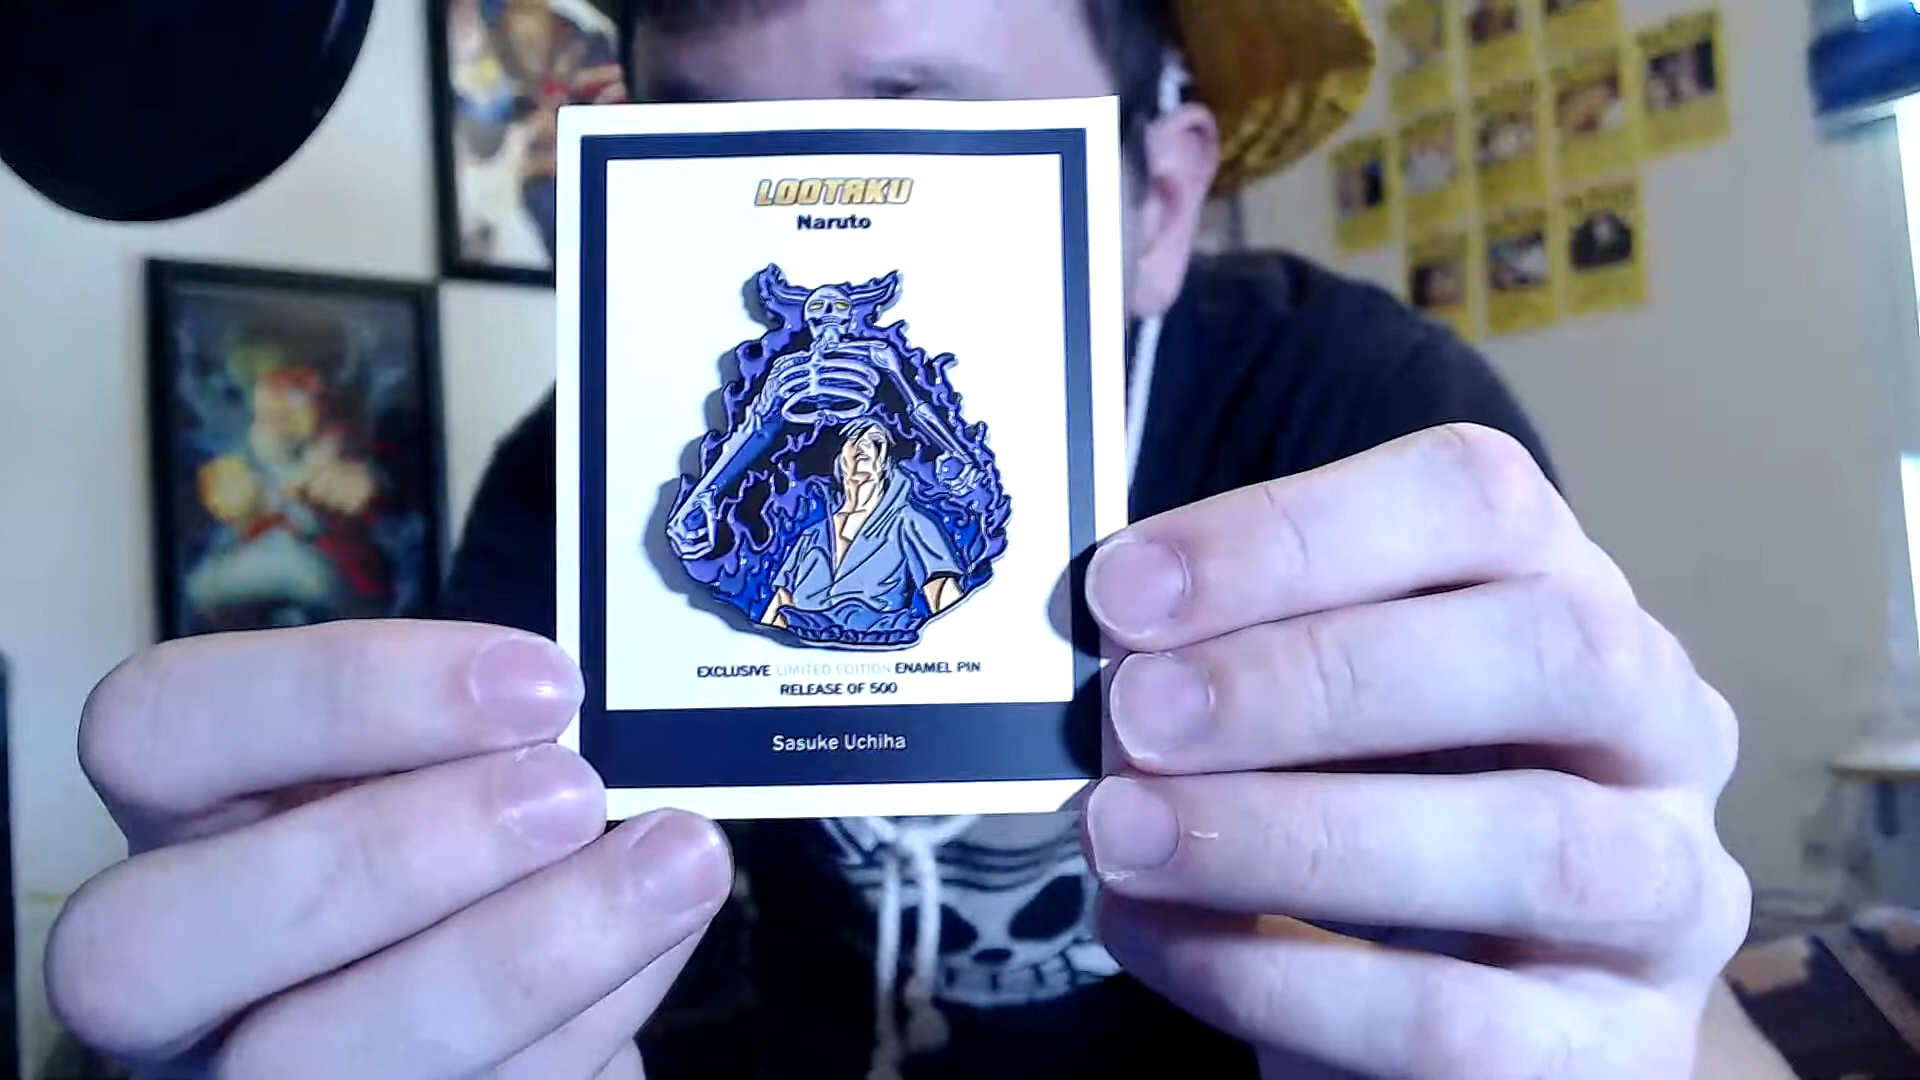 LOOTAKU
Naruto
EXCLUSIVE LIMITED EDITION ENAMEL PIN
RELEASE OF 500
Sasuke Uchiha